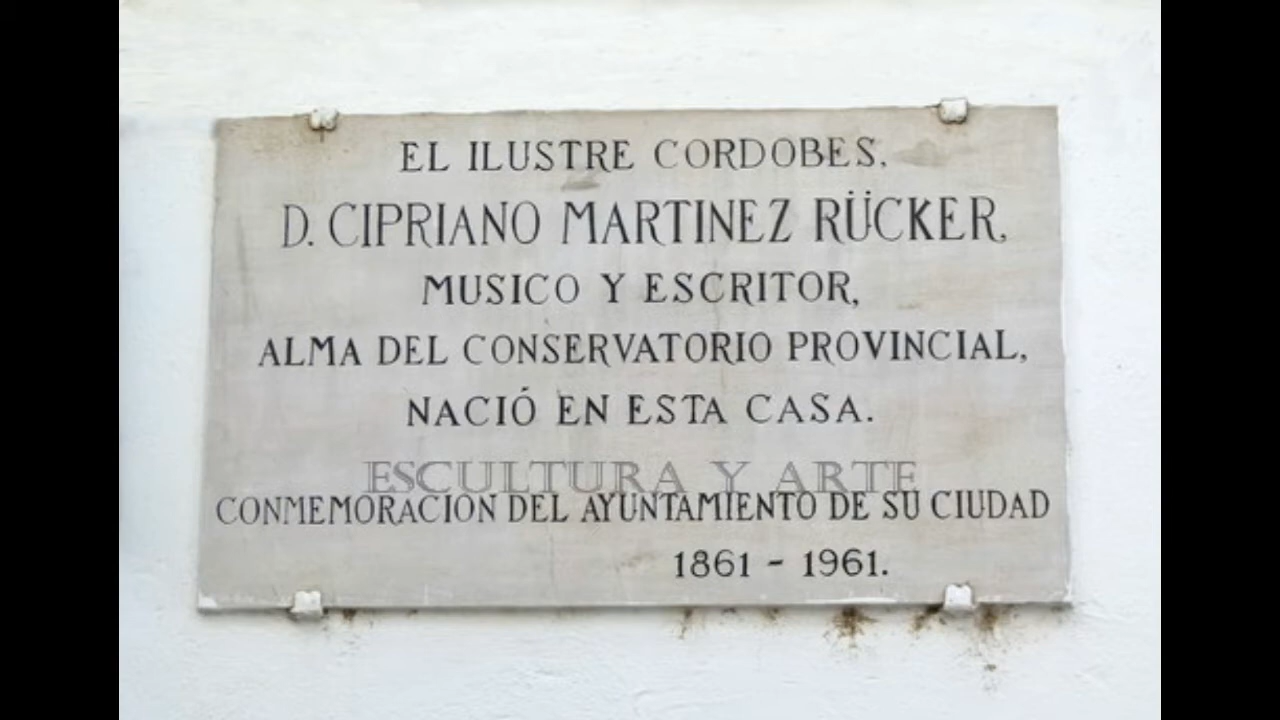 EL ILUSTRE CORDOBES,
D. CIPRIANO MARTINEZ RÜCKER,
MUSICO Y ESCRITOR,
ALMA DEL CONSERVATORIO PROVINCIAL,
NACIÓ EN ESTA CASA.
ESCULTURA Y ARTE
CONMEMORACION DEL AYUNTAMIENTO DE SU CIUDAD
1861 - 1961.